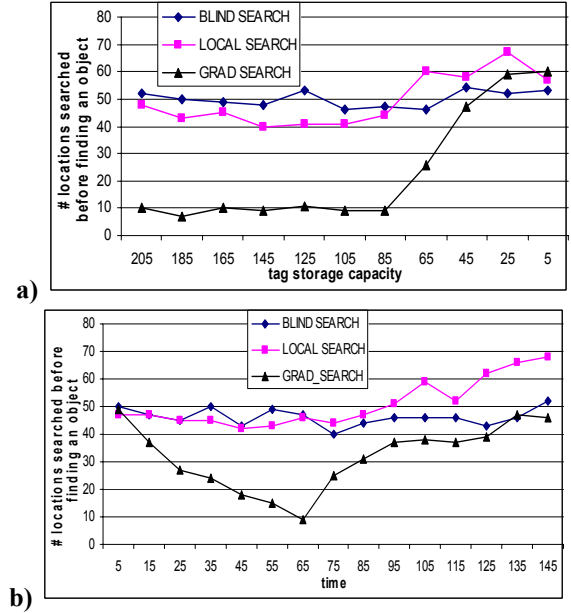 BLIND SEARCH
LOCAL SEARCH
GRAD SEARCH
# locations searched
before finding an object
80
70
60
50
40
30
20
10
0
205 185 165 145 125 105 85 65 45 25 5
tag storage capacity
a)
BLIND SEARCH
LOCAL SEARCH
GRAD_SEARCH
# locations searched before
finding an object
80
70
60
50
40
30
20
10
0
5 15 25 35 45 55 65 75 85 95 105 115 125 135 145
time
b)